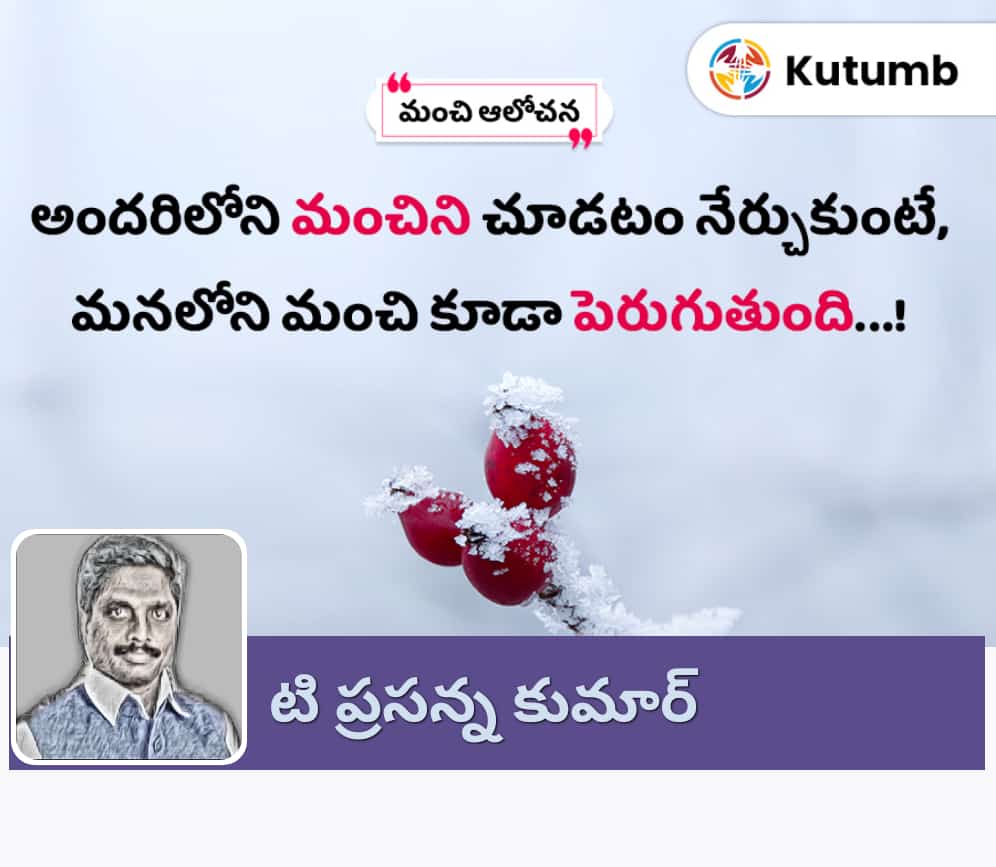 Kutumb
❝
మంచి ఆలోచన
❞
అందరిలోని మంచిని చూడటం నేర్చుకుంటే,
మనలోని మంచి కూడా పెరుగుతుంది...!
టి ప్రసన్న కుమార్